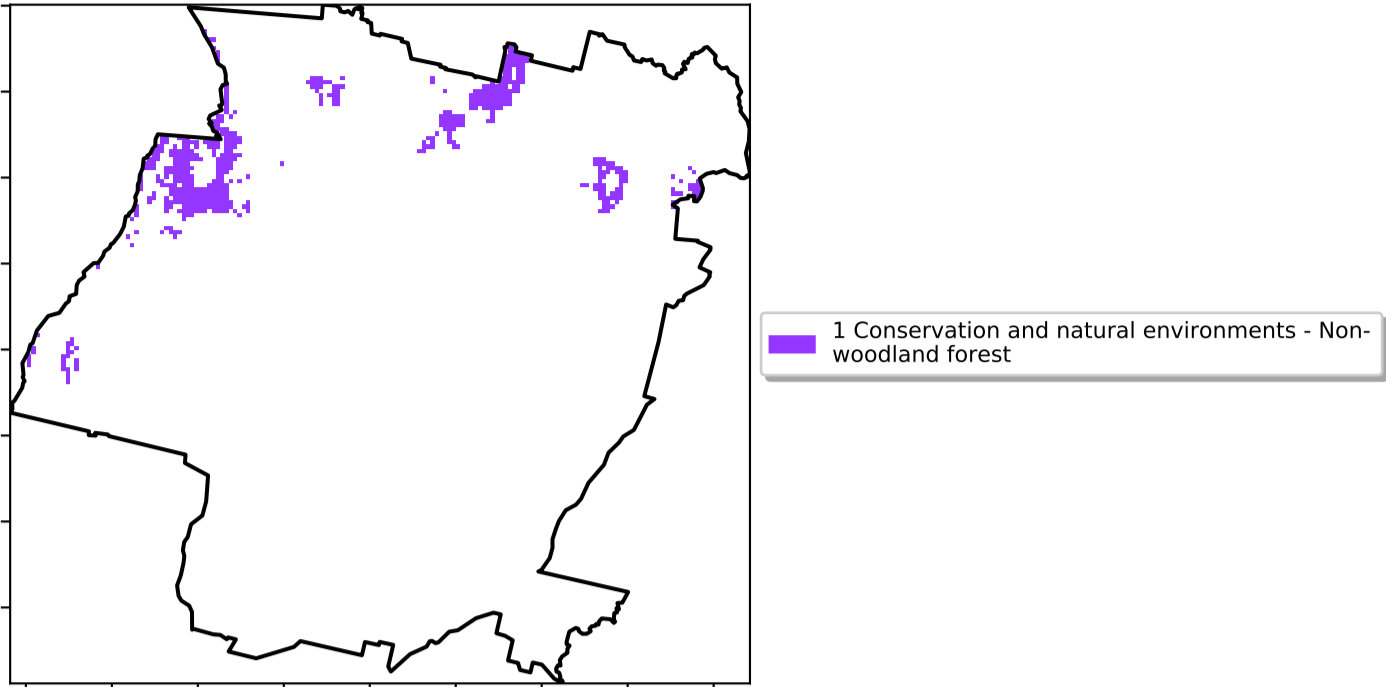 1 Conservation and natural environments - Non-
woodland forest